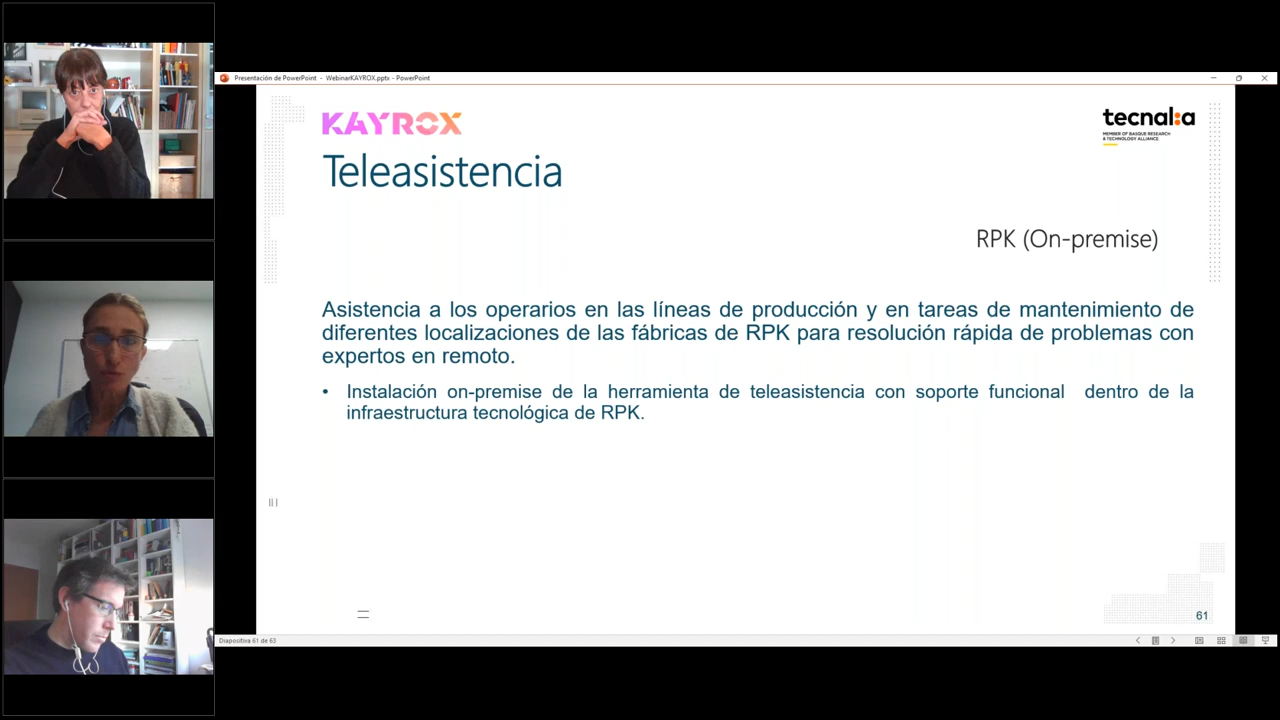 Presentación de PowerPoint - WebinarKAYROX.pptx - PowerPoint
KAYROX
tecnal:a
MEMBER OF BASQUE RESEARCH
& TECHNOLOGY ALLIANCE
Teleasistencia
RPK (On-premise)
Asistencia a los operarios en las líneas de producción y en tareas de mantenimiento de
diferentes localizaciones de las fábricas de RPK para resolución rápida de problemas con
expertos en remoto.
• Instalación on-premise de la herramienta de teleasistencia con soporte funcional dentro de la
infraestructura tecnológica de RPK.
61
Diapositiva 61 de 63